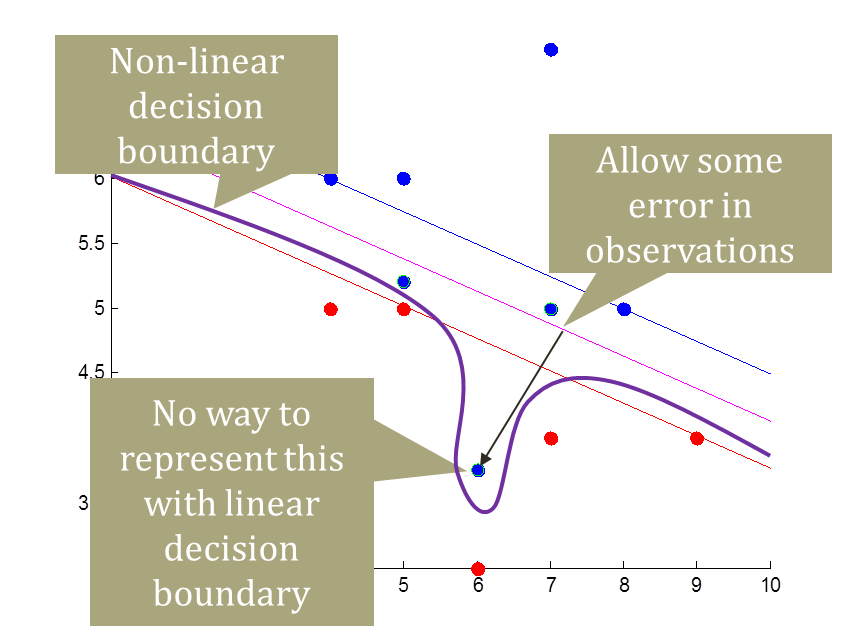 Non-linear
decision
boundary
Allow some
error in
observations
6
5.5
5
4.5
No way to
represent this
with linear
decision
boundary
3
5 6 7 8 9 10